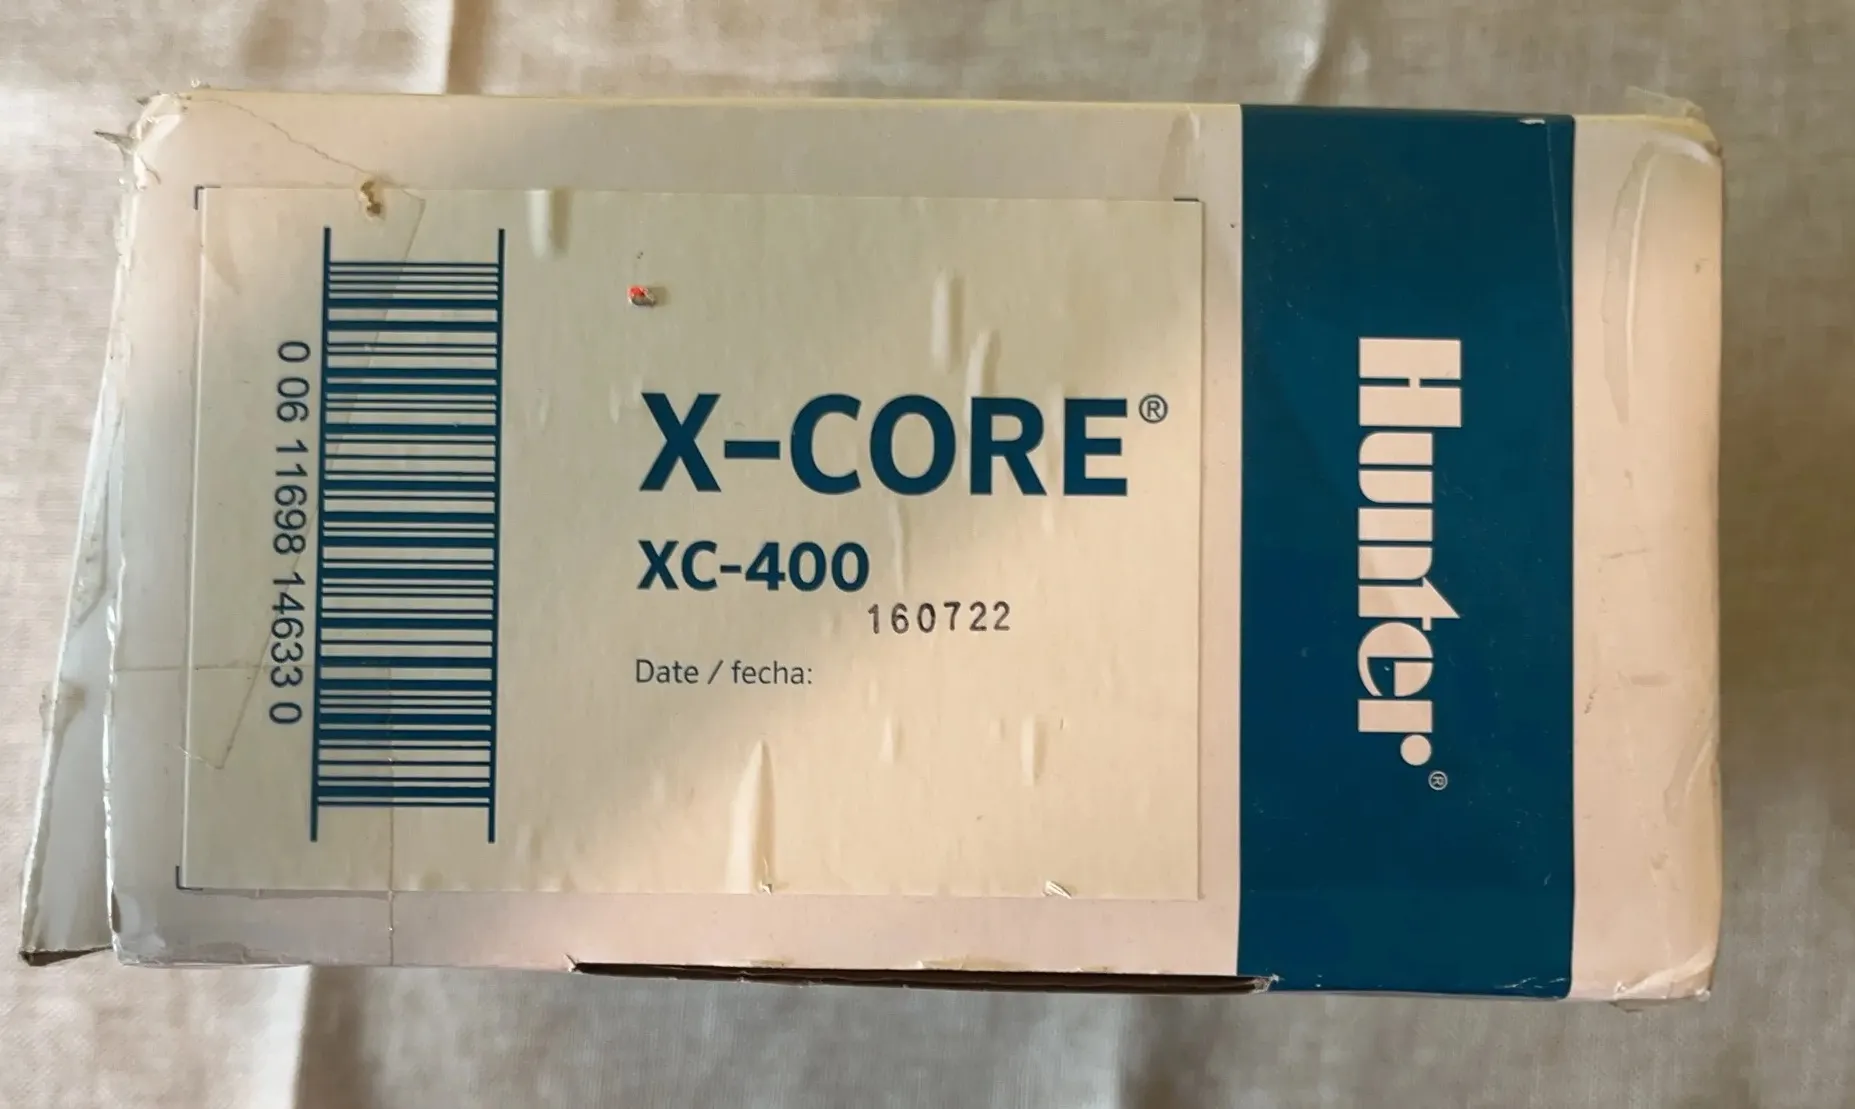 0 06 11698 14633 0
X-CORE®
XC-400
160722
Date / fecha:
Hunter®